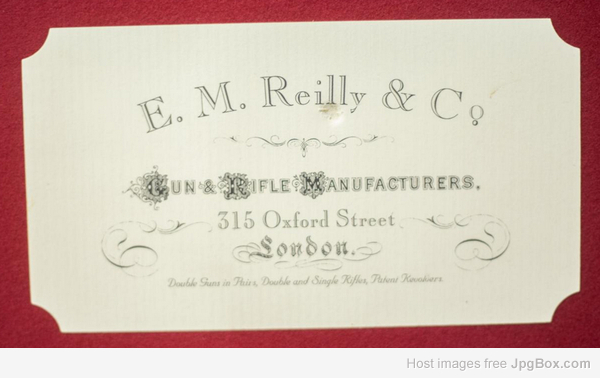 E. M. Reilly & Co
Gun & Rifle Manufacturers.
315 Oxford Street
London.
Double Guns in Pairs, Double and Single Rifles, Patent Revolvers
Host images free JpgBox.com